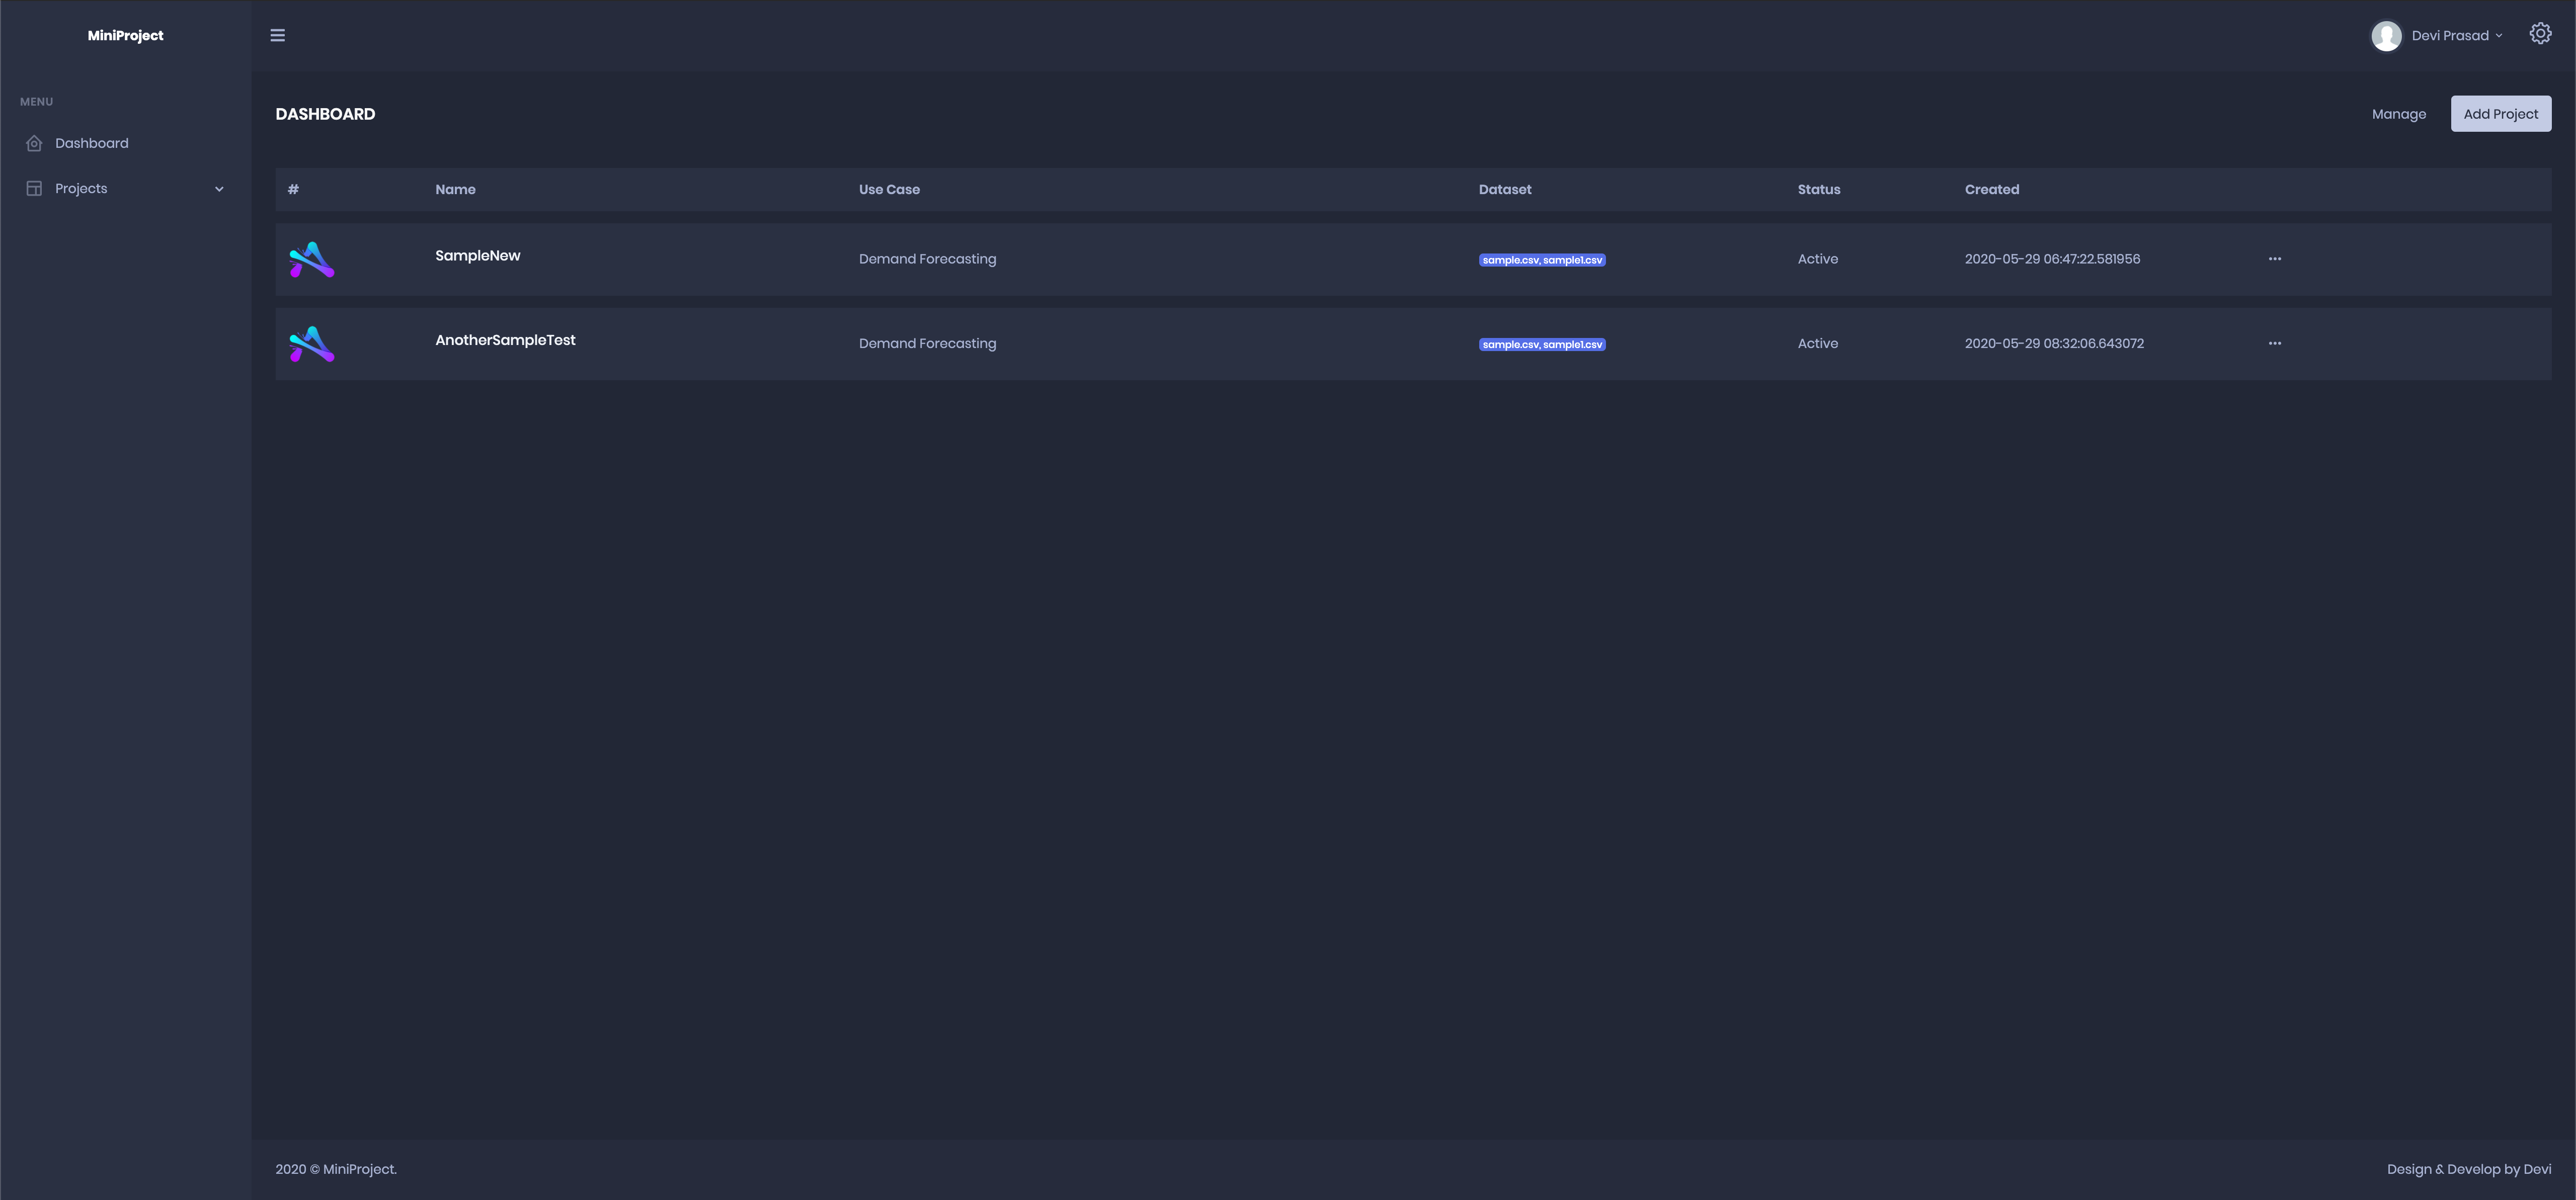 MiniProject
Devi Prasad
MENU
Dashboard
Projects
DASHBOARD
Manage
Add Project
# Name Use Case Dataset Status Created
SampleNew Demand Forecasting sample.csv, sample1.csv Active 2020-05-29 06:47:22.581956 ...
AnotherSampleTest Demand Forecasting sample.csv, sample1.csv Active 2020-05-29 08:32:06.643072 ...
2020 © MiniProject.
Design & Develop by Devi